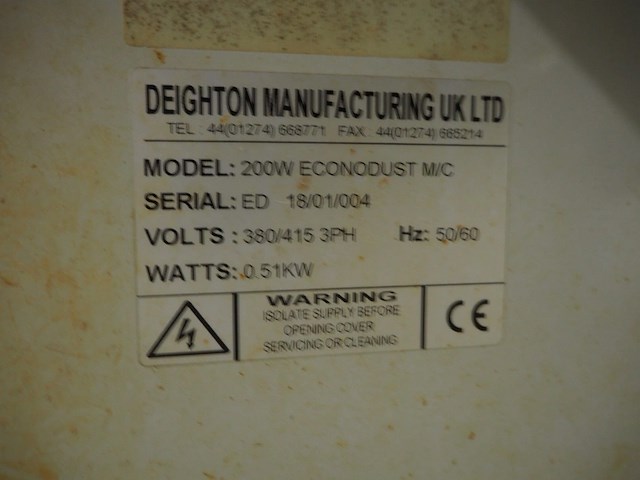 DEIGHTON MANUFACTURING UK LTD
TEL : 44(01274) 668771 FAX : 44(01274) 665214
MODEL: 200W ECONODUST M/C
SERIAL: ED 18/01/004
VOLTS : 380/415 3PH Hz: 50/60
WATTS: 0.51KW
WARNING
ISOLATE SUPPLY BEFORE
OPENING COVER
SERVICING OR CLEANING
CE